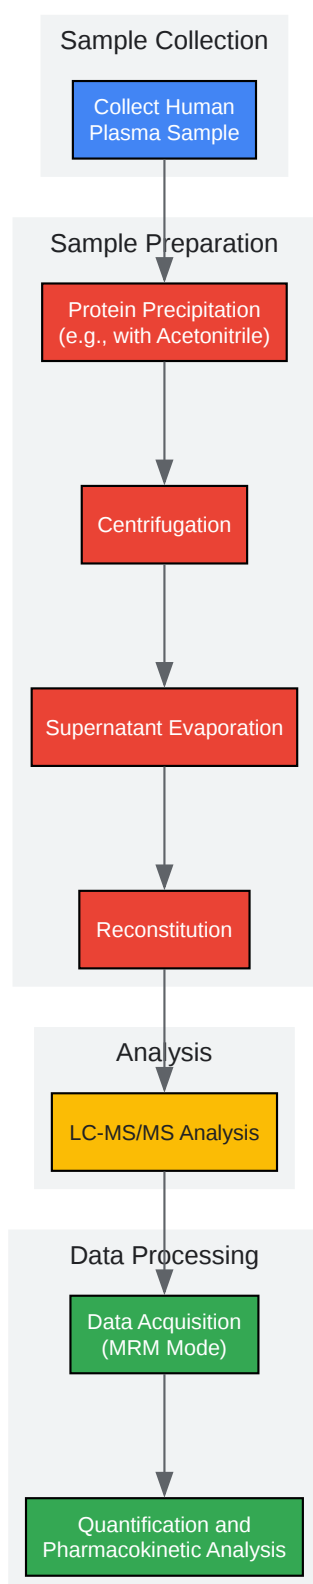 Sample Collection
Collect Human
Plasma Sample
Sample Preparation
Protein Precipitation
(e.g., with Acetonitrile)
Centrifugation
Supernatant Evaporation
Reconstitution
Analysis
LC-MS/MS Analysis
Data Processing
Data Acquisition
(MRM Mode)
Quantification and
Pharmacokinetic Analysis